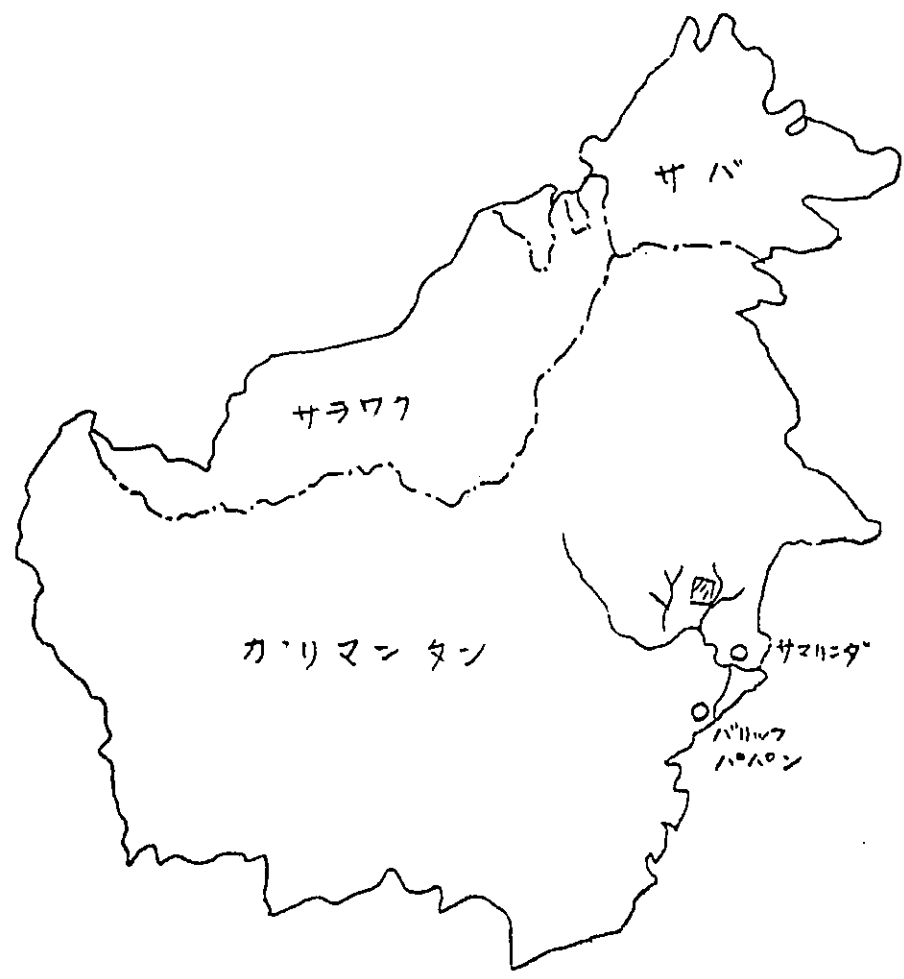 サバ
サラワク
カリマンタン
サマリンダ
バリック
パパン